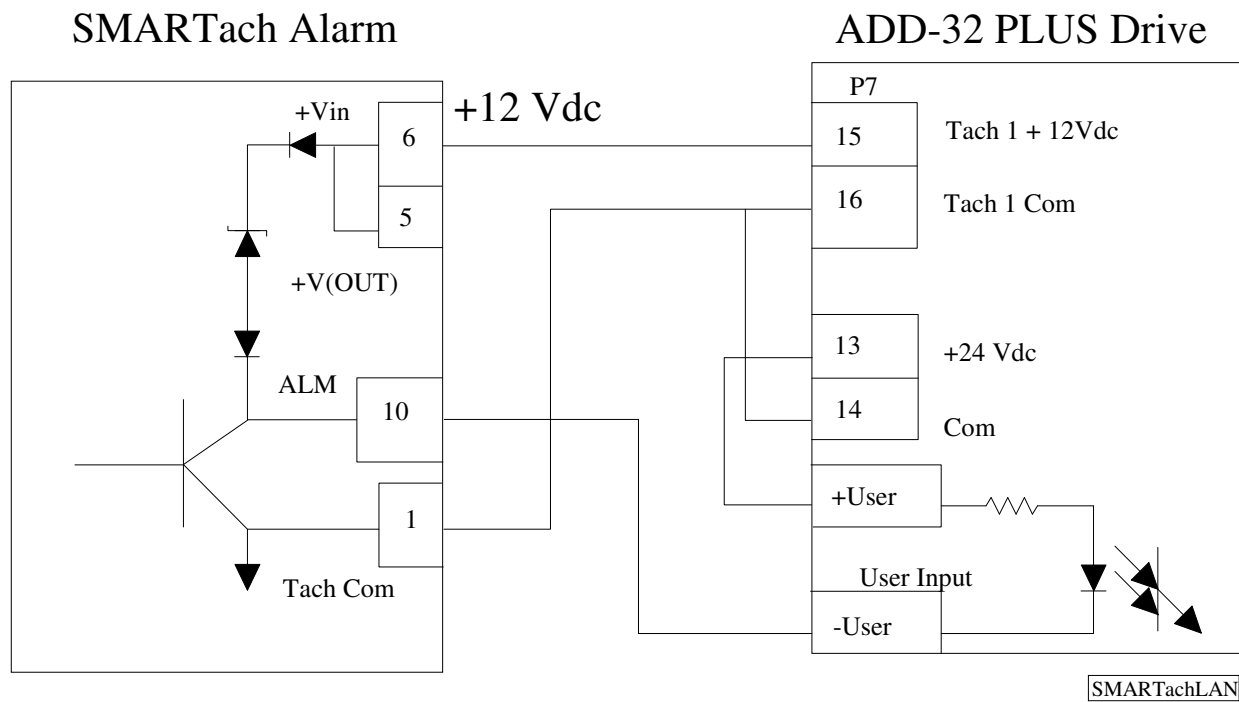 SMARTach Alarm
ADD-32 PLUS Drive
P7
+Vin
6
+12 Vdc
15
Tach 1 + 12Vdc
5
16
Tach 1 Com
+V(OUT)
13
+24 Vdc
ALM
10
14
Com
+User
1
Tach Com
User Input
-User
SMARTachLAN